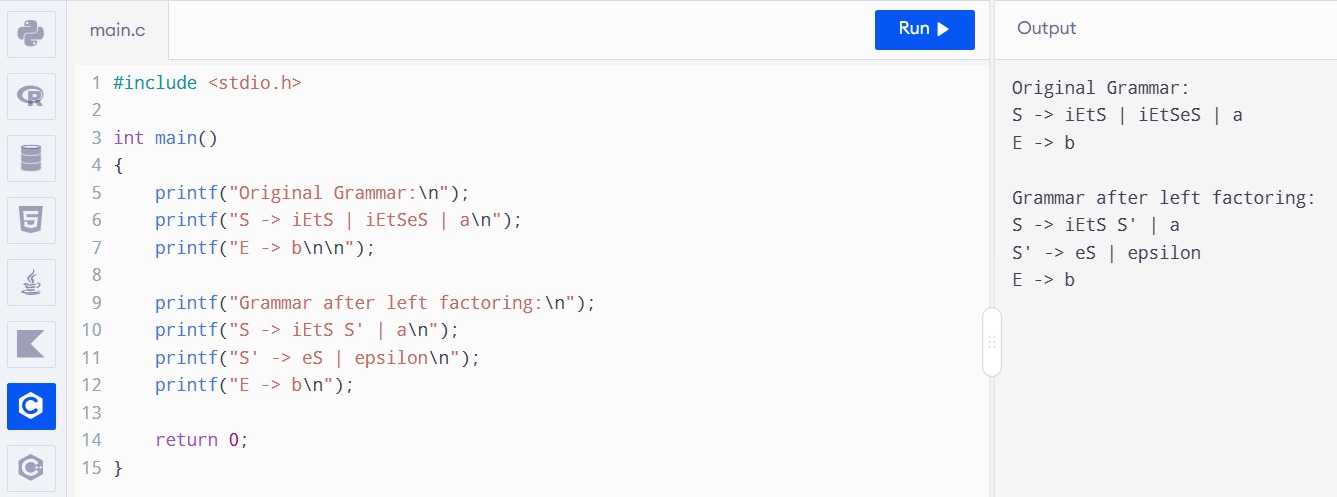 main.c
Run
Output
1 #include <stdio.h>
2
3 int main()
4 {
5     printf("Original Grammar:\n");
6     printf("S -> iEtS | iEtSeS | a\n");
7     printf("E -> b\n\n");
8
9     printf("Grammar after left factoring:\n");
10     printf("S -> iEtS S' | a\n");
11     printf("S' -> eS | epsilon\n");
12     printf("E -> b\n");
13
14     return 0;
15 }
Original Grammar:
S -> iEtS | iEtSeS | a
E -> b
Grammar after left factoring:
S -> iEtS S' | a
S' -> eS | epsilon
E -> b